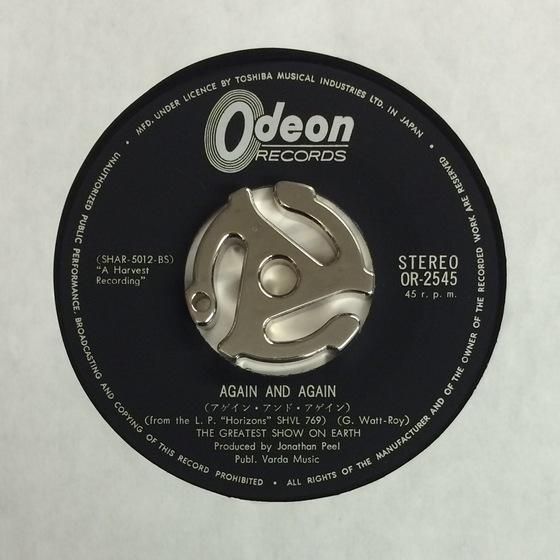 • MFD. UNDER LICENCE BY TOSHIBA MUSICAL INDUSTRIES LTD. IN JAPAN •
Odeon
RECORDS
(SHAR-5012-BS)
"A Harvest
Recording"
STEREO
OR-2545
45 r. p. m.
AGAIN AND AGAIN
(アゲイン・アンド・アゲイン)
(from the L. P. "Horizons" SHVL 769) (G. Watt-Roy)
THE GREATEST SHOW ON EARTH
Produced by Jonathan Peel
Publ. Varda Music
UNAUTHORIZED PUBLIC PERFORMANCE, BROADCASTING AND COPYING OF THIS RECORD PROHIBITED • ALL RIGHTS OF THE MANUFACTURER AND OF THE OWNER OF THE RECORDED WORK ARE RESERVED